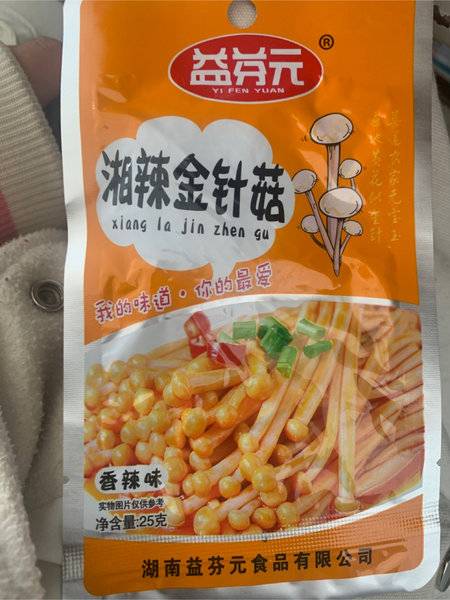 益芬元®
YI FEN YUAN
湘辣金针菇
xiang la jin zhen gu
我的味道·你的最爱
香辣味
实物图片仅供参考
净含量:25克
湖南益芬元食品有限公司